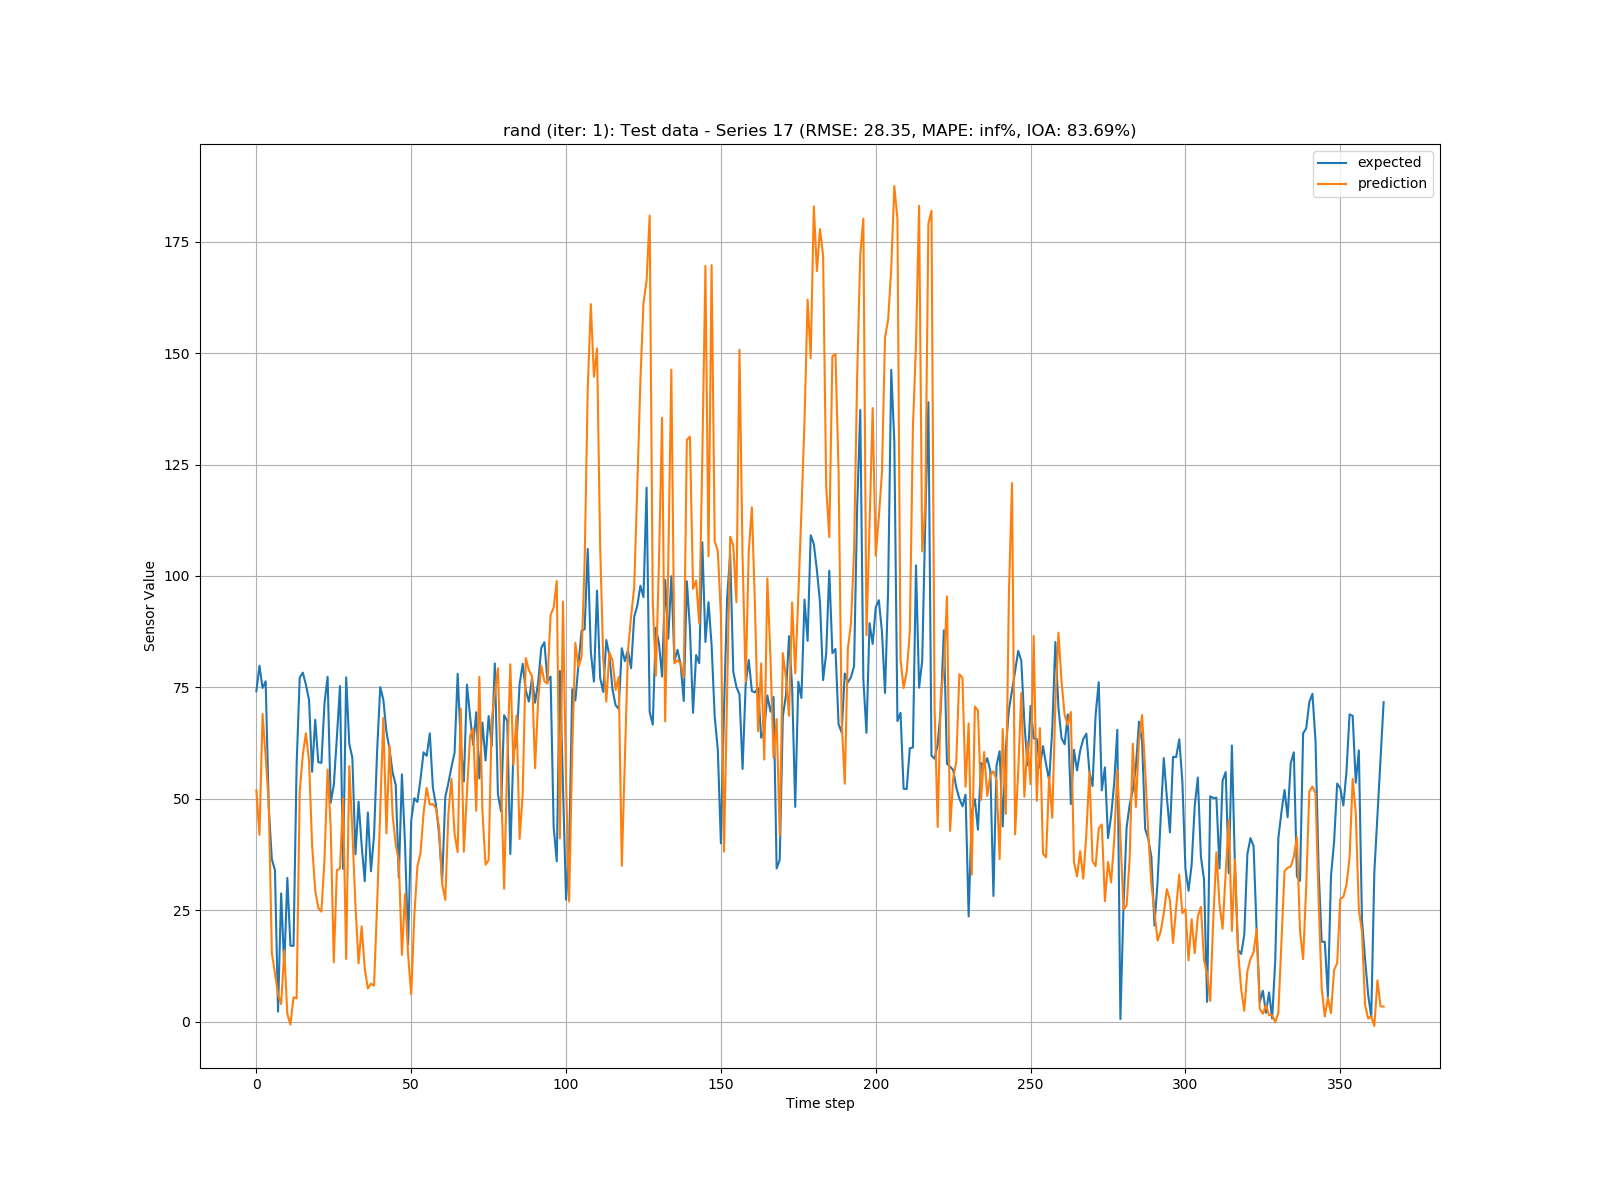 rand (iter: 1): Test data - Series 17 (RMSE: 28.35, MAPE: inf%, IOA: 83.69%)
expected
prediction
175
150
125
100
75
50
25
0
Sensor Value
0 50 100 150 200 250 300 350
Time step